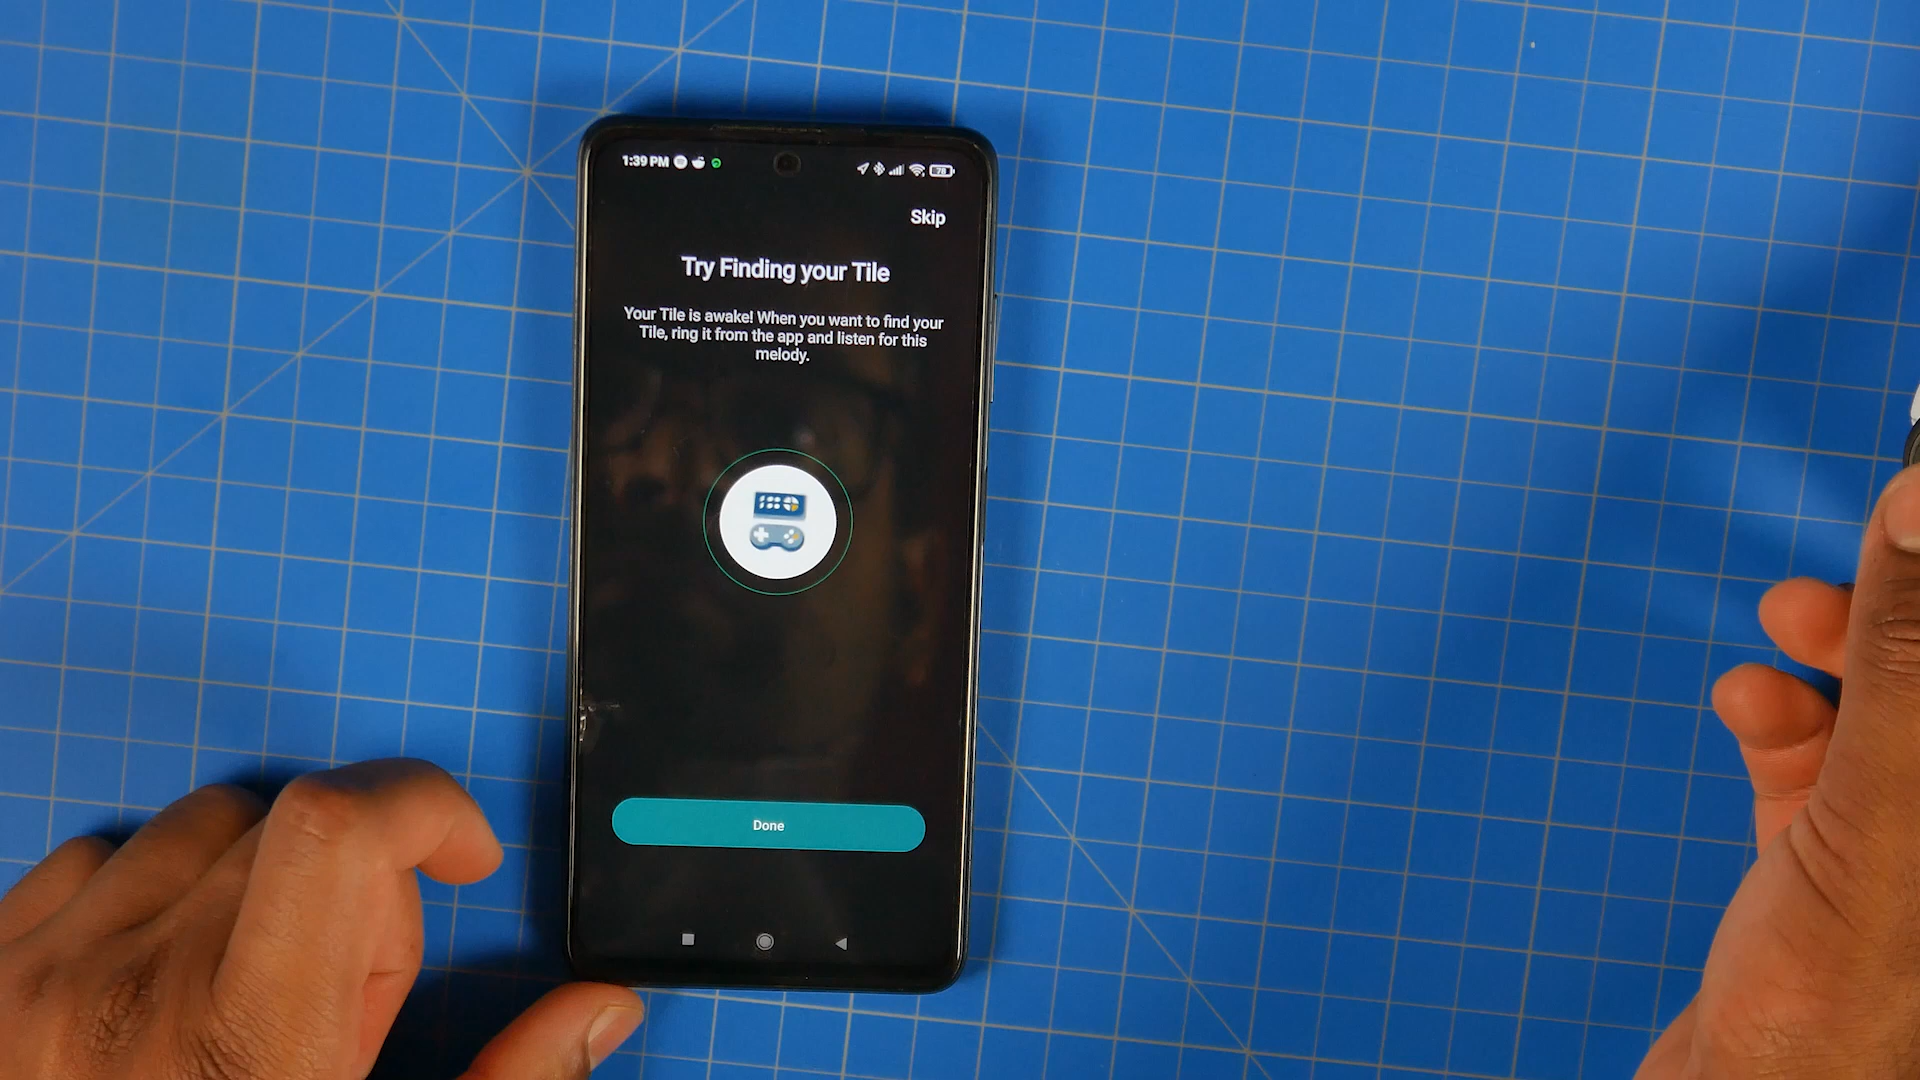 1:39 PM
78
Skip
Try Finding your Tile
Your Tile is awake! When you want to find your
Tile, ring it from the app and listen for this
melody.
Done